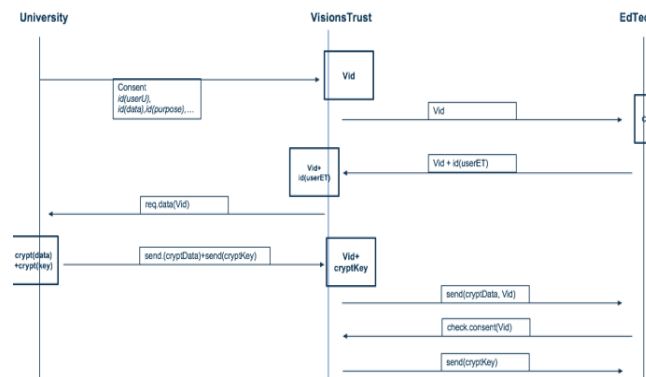 University
VisionsTrust
EdTec
Vid
Consent
id(userU),
id(data),id(purpose),...
Vid
Vid+
id(userET)
Vid + id(userET)
req.data(Vid)
crypt(data)
+crypt(key)
send.(cryptData)+send(cryptKey)
Vid+
cryptKey
send(cryptData, Vid)
check.consent(Vid)
send(cryptKey)